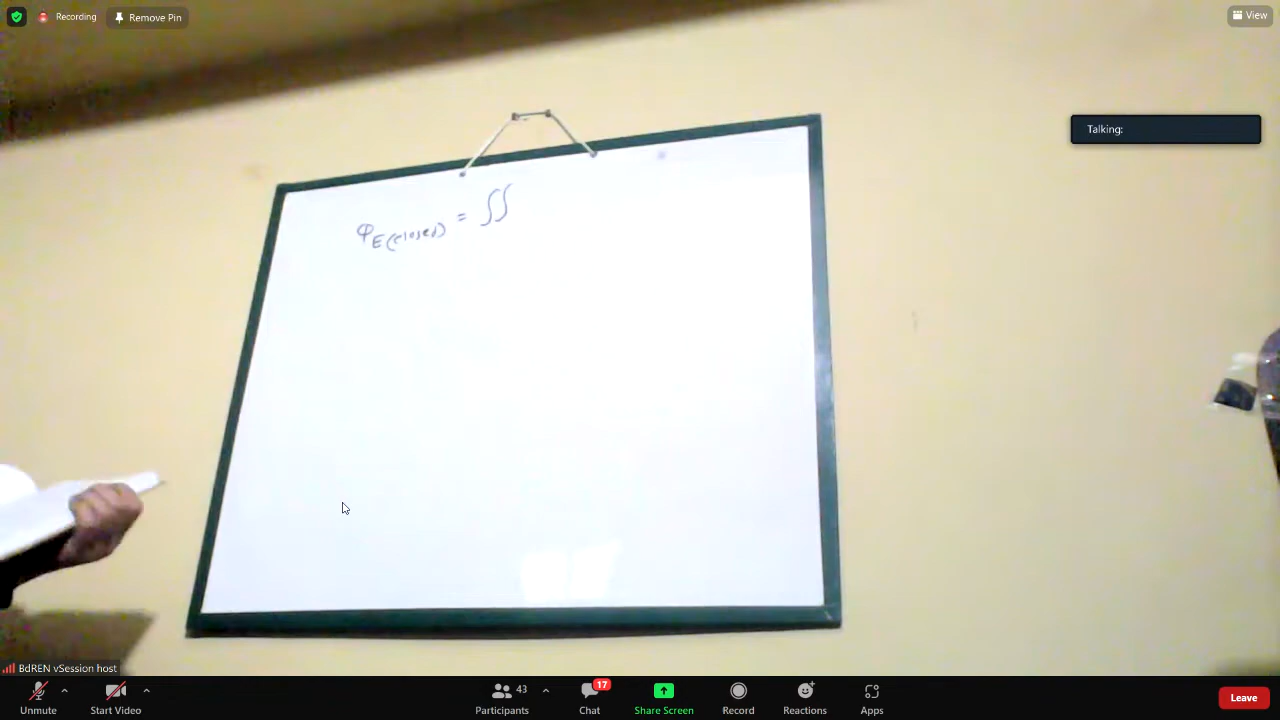 Recording
Remove Pin
View
Talking:
φE(closed) = ∬
BdREN vSession host
Unmute
Start Video
43
Participants
17
Chat
Share Screen
Record
Reactions
Apps
Leave